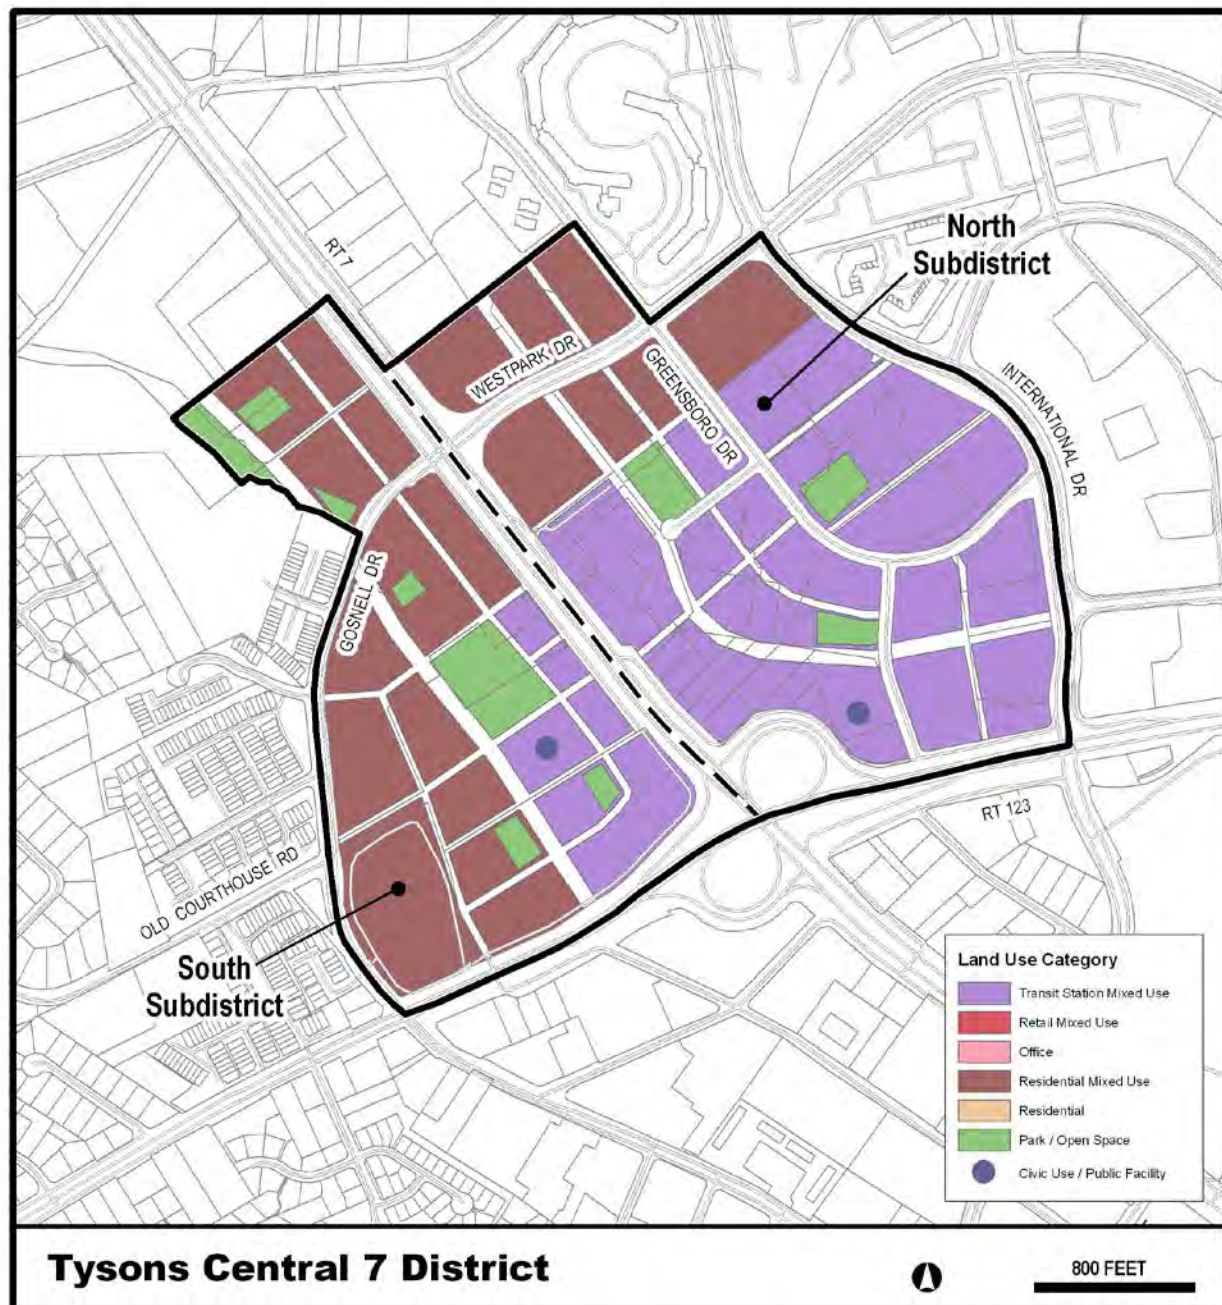 North
Subdistrict
RT 7
WESTPARK DR
GREENSBORO DR
INTERNATIONAL DR
GOSNELL DR
RT 123
OLD COURTHOUSE RD
South
Subdistrict
Land Use Category
Transit Station Mixed Use
Retail Mixed Use
Office
Residential Mixed Use
Residential
Park / Open Space
Civic Use / Public Facility
Tysons Central 7 District
800 FEET